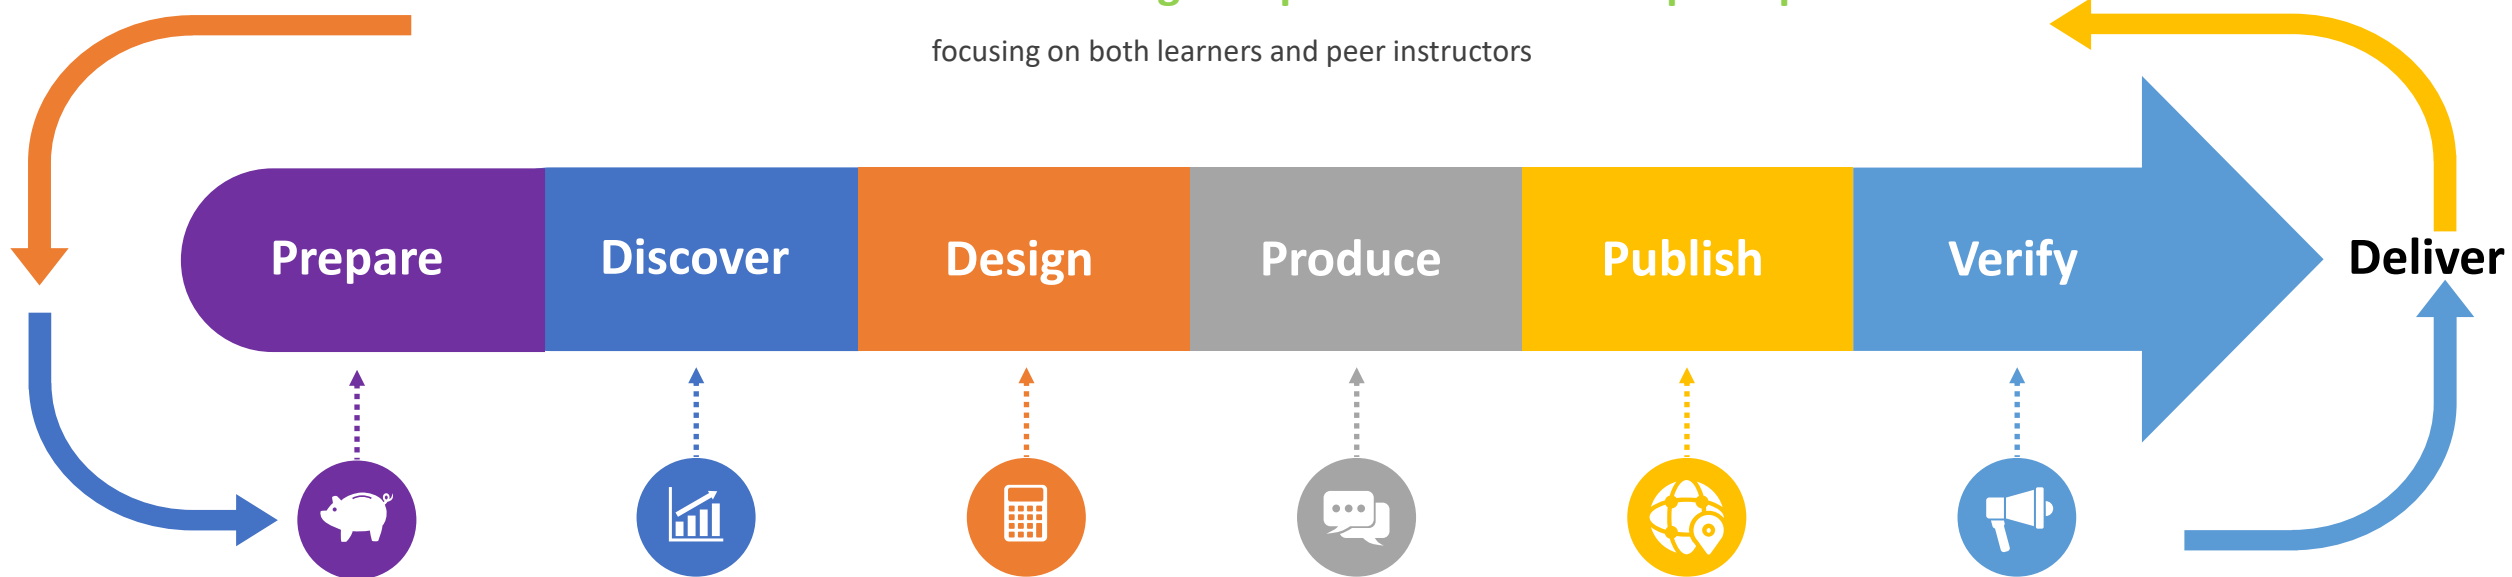 focusing on both learners and peer instructors
Prepare
Discover
Design
Produce
Publish
Verify
Deliver